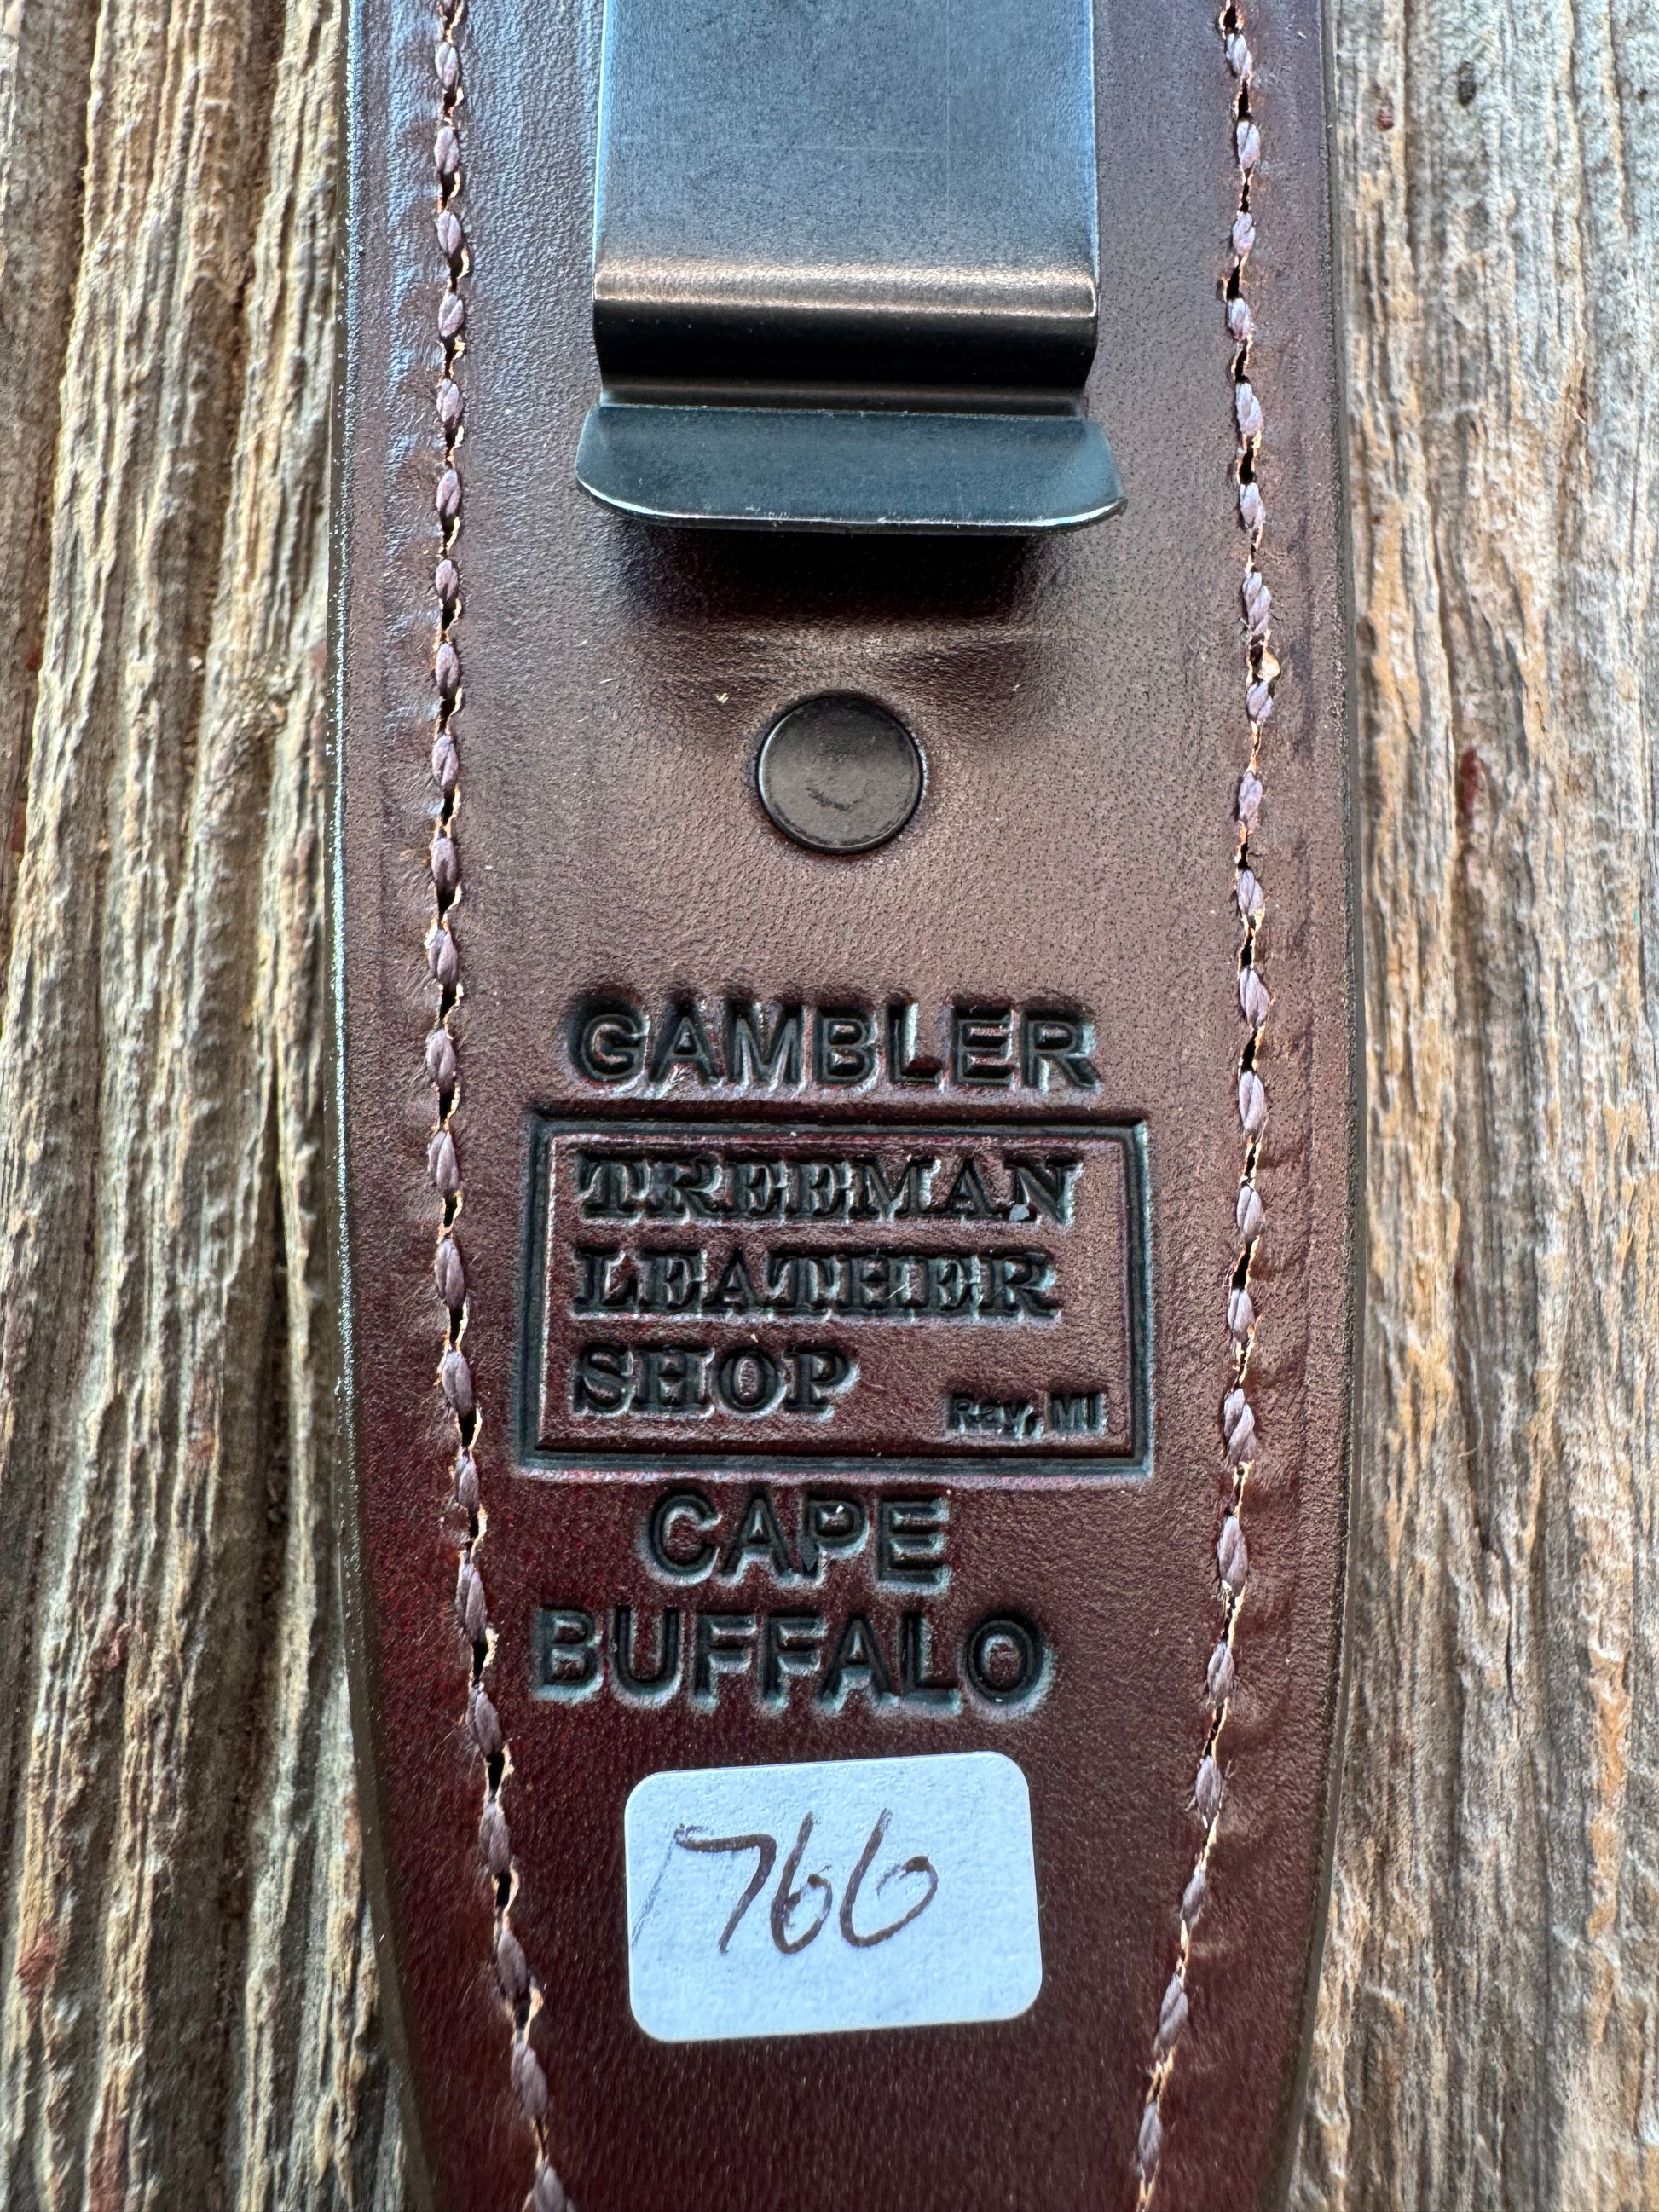 GAMBLER
TREEMAN
LEATHER
SHOP Ray, MI
CAPE
BUFFALO
766